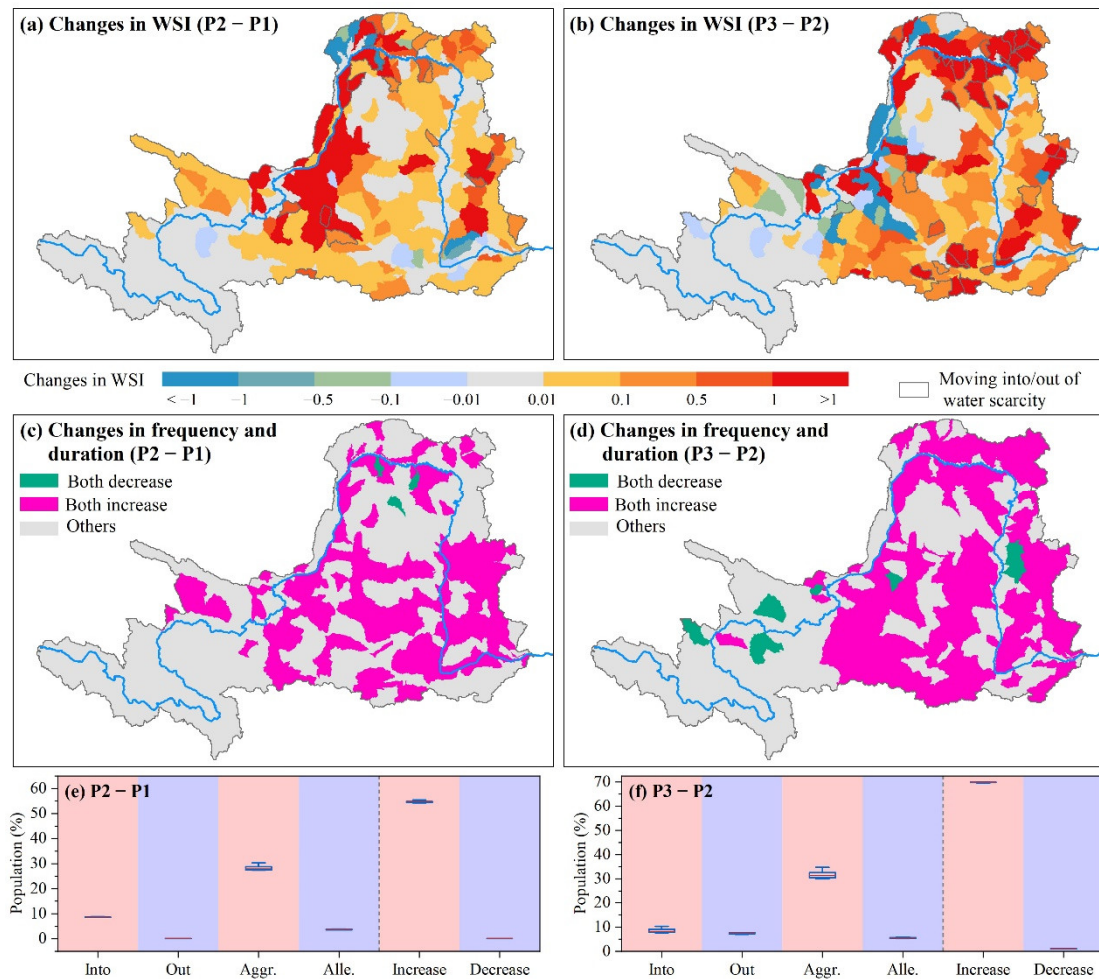 (a) Changes in WSI (P2 − P1)
(b) Changes in WSI (P3 − P2)
Changes in WSI
< −1
−1
−0.5
−0.1
−0.01
0.01
0.1
0.5
1
>1
Moving into/out of
water scarcity
(c) Changes in frequency and
duration (P2 − P1)
Both decrease
Both increase
Others
(d) Changes in frequency and
duration (P3 − P2)
Both decrease
Both increase
Others
(e) P2 − P1
Population (%)
60
50
40
30
20
10
0
Into
Out
Aggr.
Alle.
Increase
Decrease
(f) P3 − P2
Population (%)
70
60
50
40
30
20
10
0
Into
Out
Aggr.
Alle.
Increase
Decrease